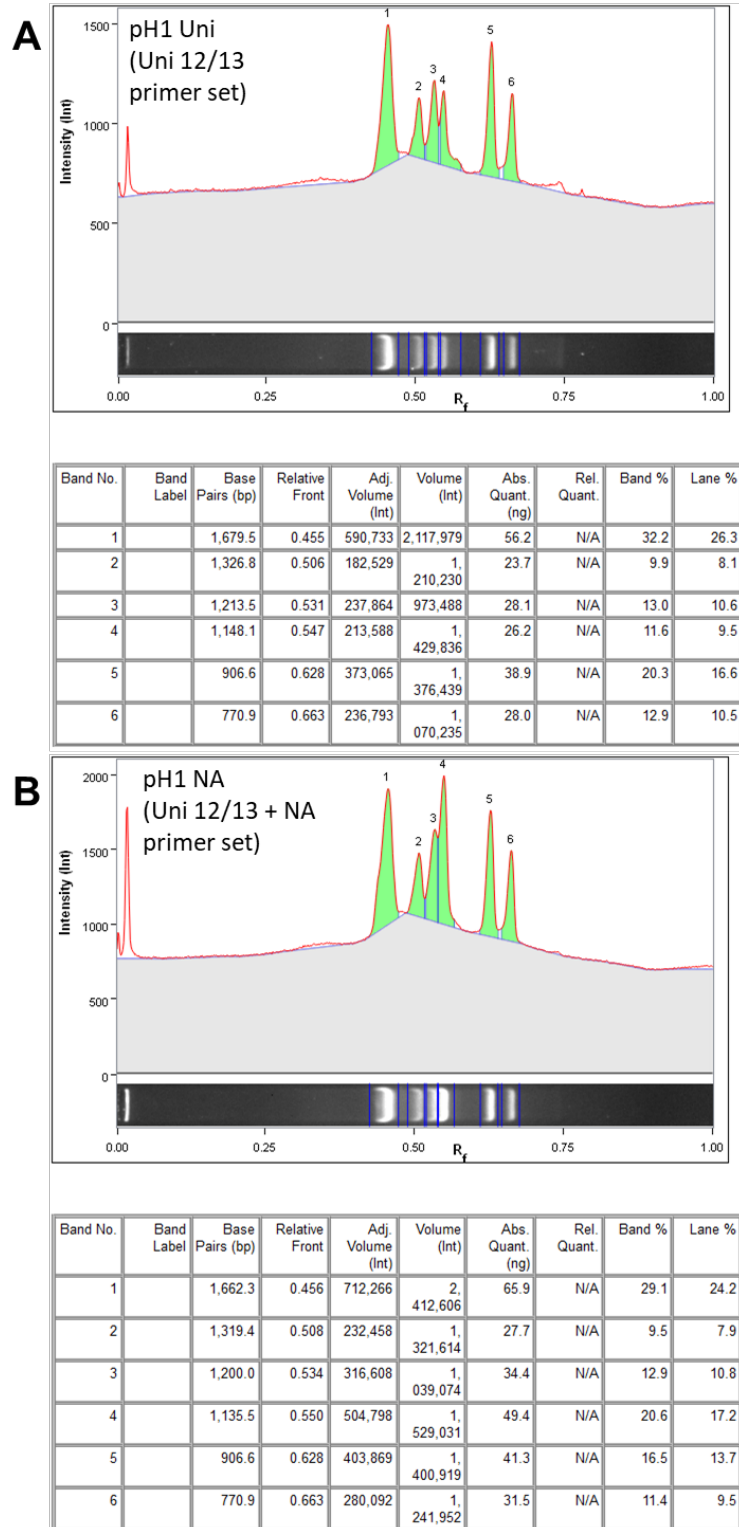 A
pH1 Uni
(Uni 12/13
primer set)
Intensity (Int)
1500
1000
500
0
1
2
3
4
5
6
0.00 0.25 0.50 0.75 1.00
Rf
Band No. Band Label Base Pairs (bp) Relative Front Adj. Volume (Int) Volume (Int) Abs. Quant. (ng) Rel. Quant. Band % Lane %
1 1,679.5 0.455 590,733 2,117,979 56.2 N/A 32.2 26.3
2 1,326.8 0.506 182,529 1, 210,230 23.7 N/A 9.9 8.1
3 1,213.5 0.531 237,864 973,488 28.1 N/A 13.0 10.6
4 1,148.1 0.547 213,588 1, 429,836 26.2 N/A 11.6 9.5
5 906.6 0.628 373,065 1, 376,439 38.9 N/A 20.3 16.6
6 770.9 0.663 236,793 1, 070,235 28.0 N/A 12.9 10.5
B
pH1 NA
(Uni 12/13 + NA
primer set)
Intensity (Int)
2000
1500
1000
500
0
1
2
3
4
5
6
0.00 0.25 0.50 0.75 1.00
Rf
Band No. Band Label Base Pairs (bp) Relative Front Adj. Volume (Int) Volume (Int) Abs. Quant. (ng) Rel. Quant. Band % Lane %
1 1,662.3 0.456 712,266 2, 412,606 65.9 N/A 29.1 24.2
2 1,319.4 0.508 232,458 1, 321,614 27.7 N/A 9.5 7.9
3 1,200.0 0.534 316,608 1, 039,074 34.4 N/A 12.9 10.8
4 1,135.5 0.550 504,798 1, 529,031 49.4 N/A 20.6 17.2
5 906.6 0.628 403,869 1, 400,919 41.3 N/A 16.5 13.7
6 770.9 0.663 280,092 1, 241,952 31.5 N/A 11.4 9.5